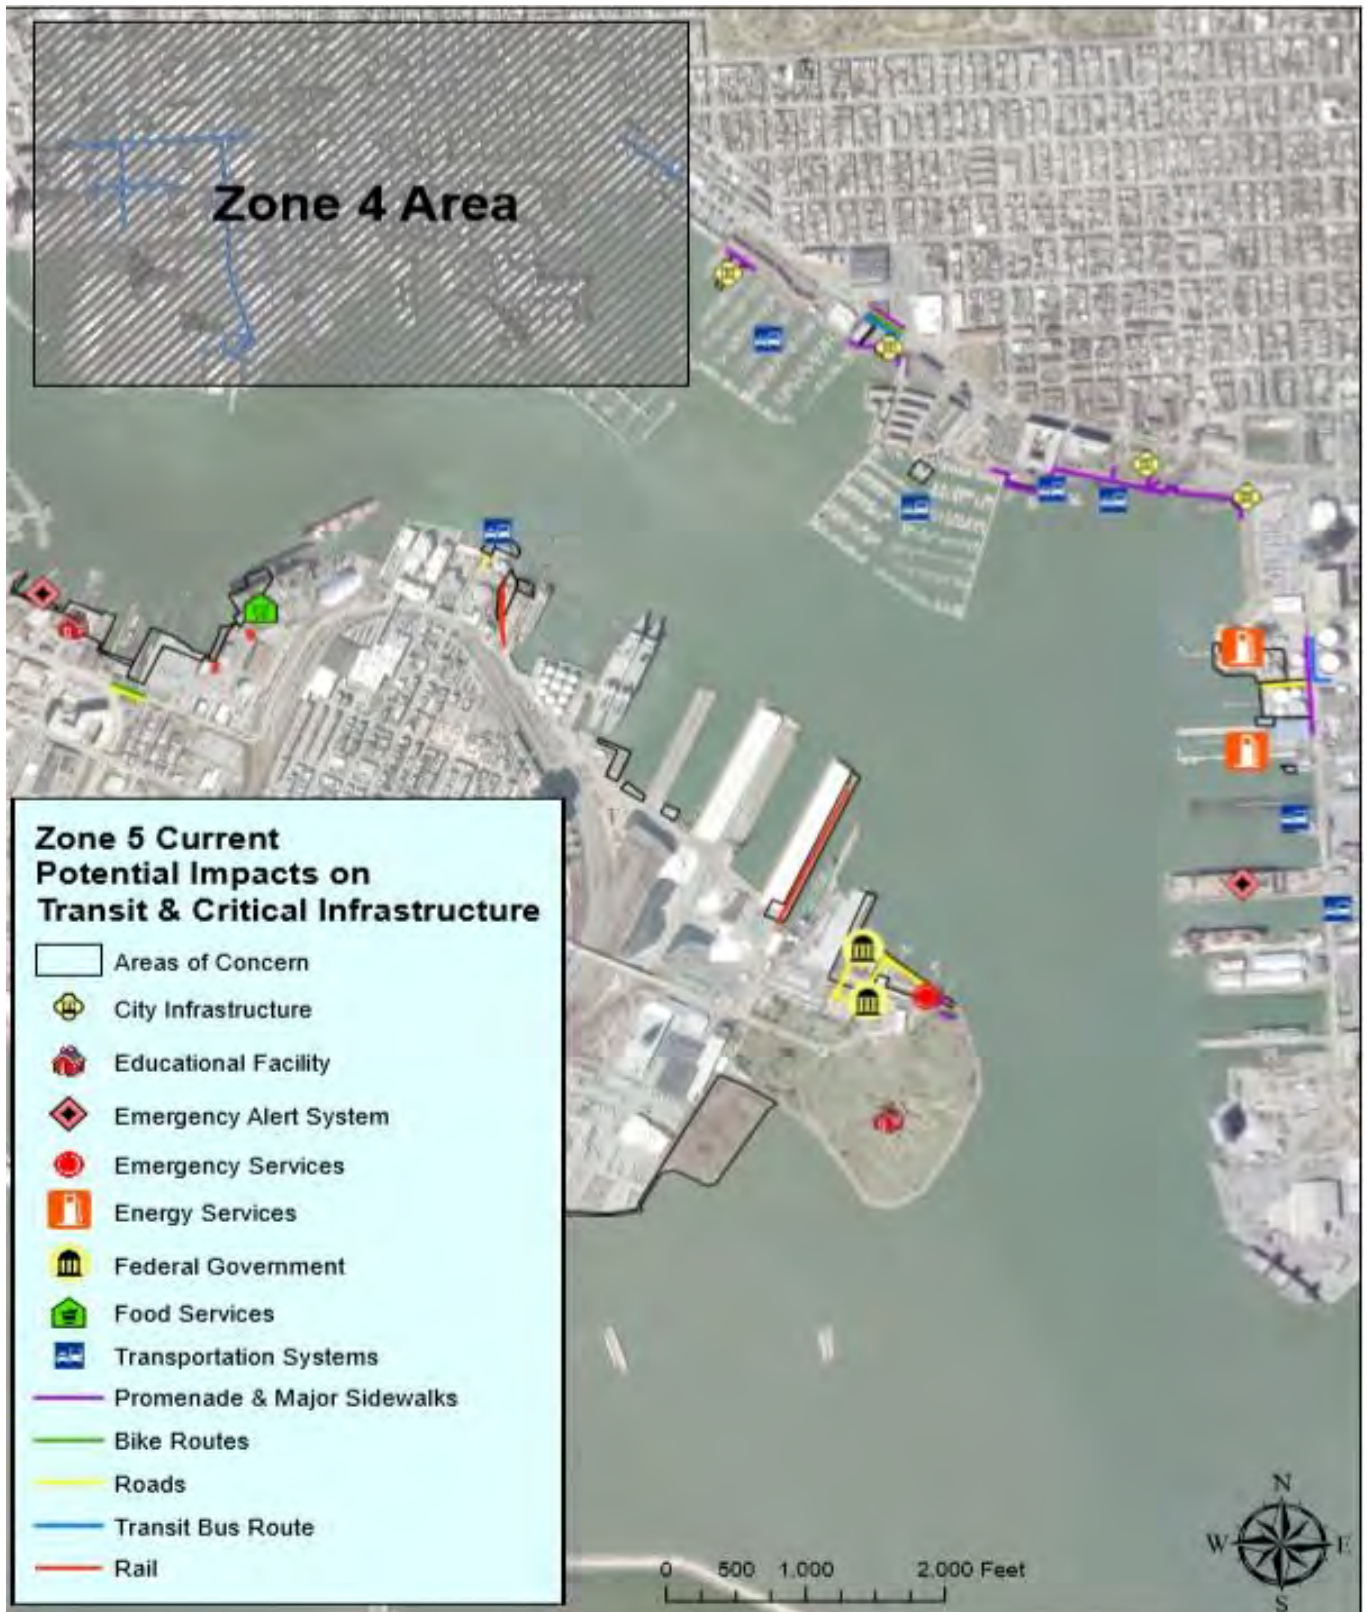 Zone 4 Area
Zone 5 Current
Potential Impacts on
Transit & Critical Infrastructure
Areas of Concern
City Infrastructure
Educational Facility
Emergency Alert System
Emergency Services
Energy Services
Federal Government
Food Services
Transportation Systems
Promenade & Major Sidewalks
Bike Routes
Roads
Transit Bus Route
Rail
0 500 1.000 2.000 Feet
N
W E
S